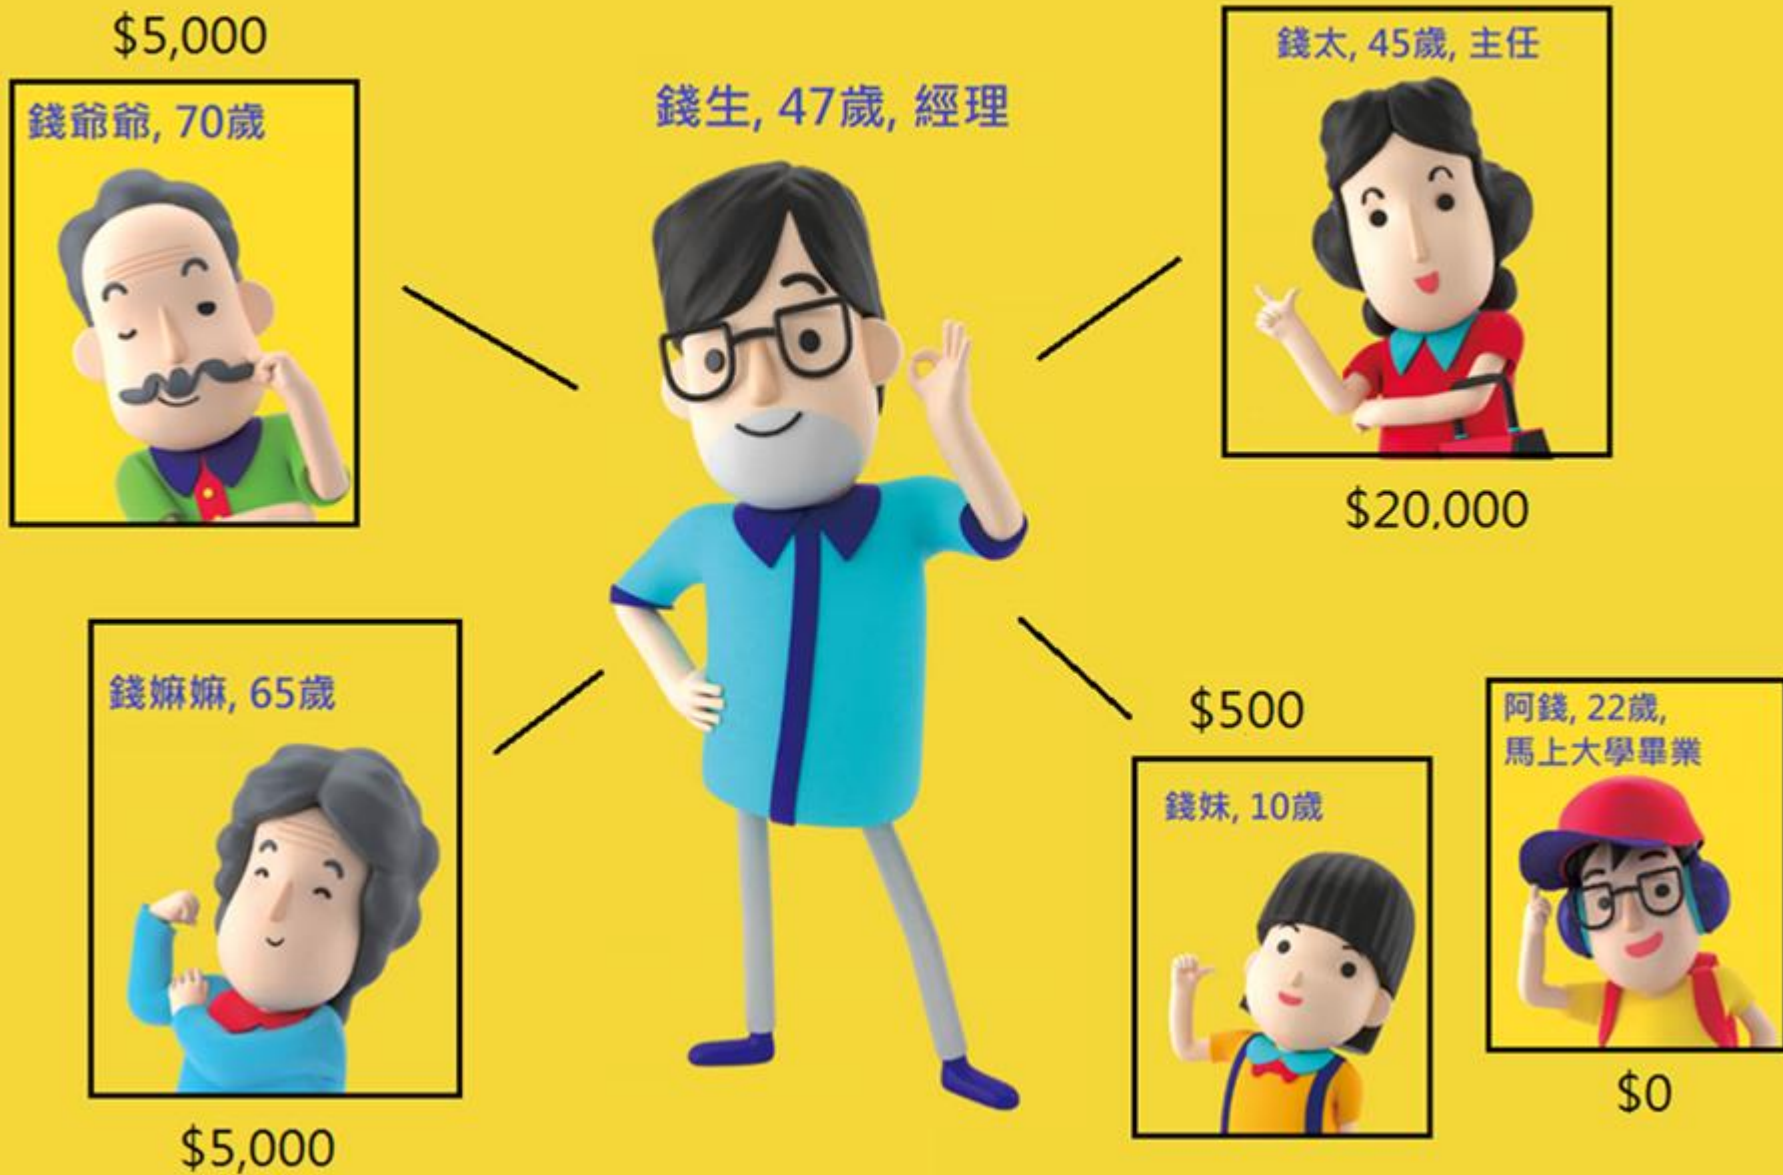 $5,000
錢爺爺, 70歲
錢生, 47歲, 經理
錢太, 45歲, 主任
$20,000
錢嫲嫲, 65歲
$5,000
$500
錢妹, 10歲
阿錢, 22歲,
馬上大學畢業
$0